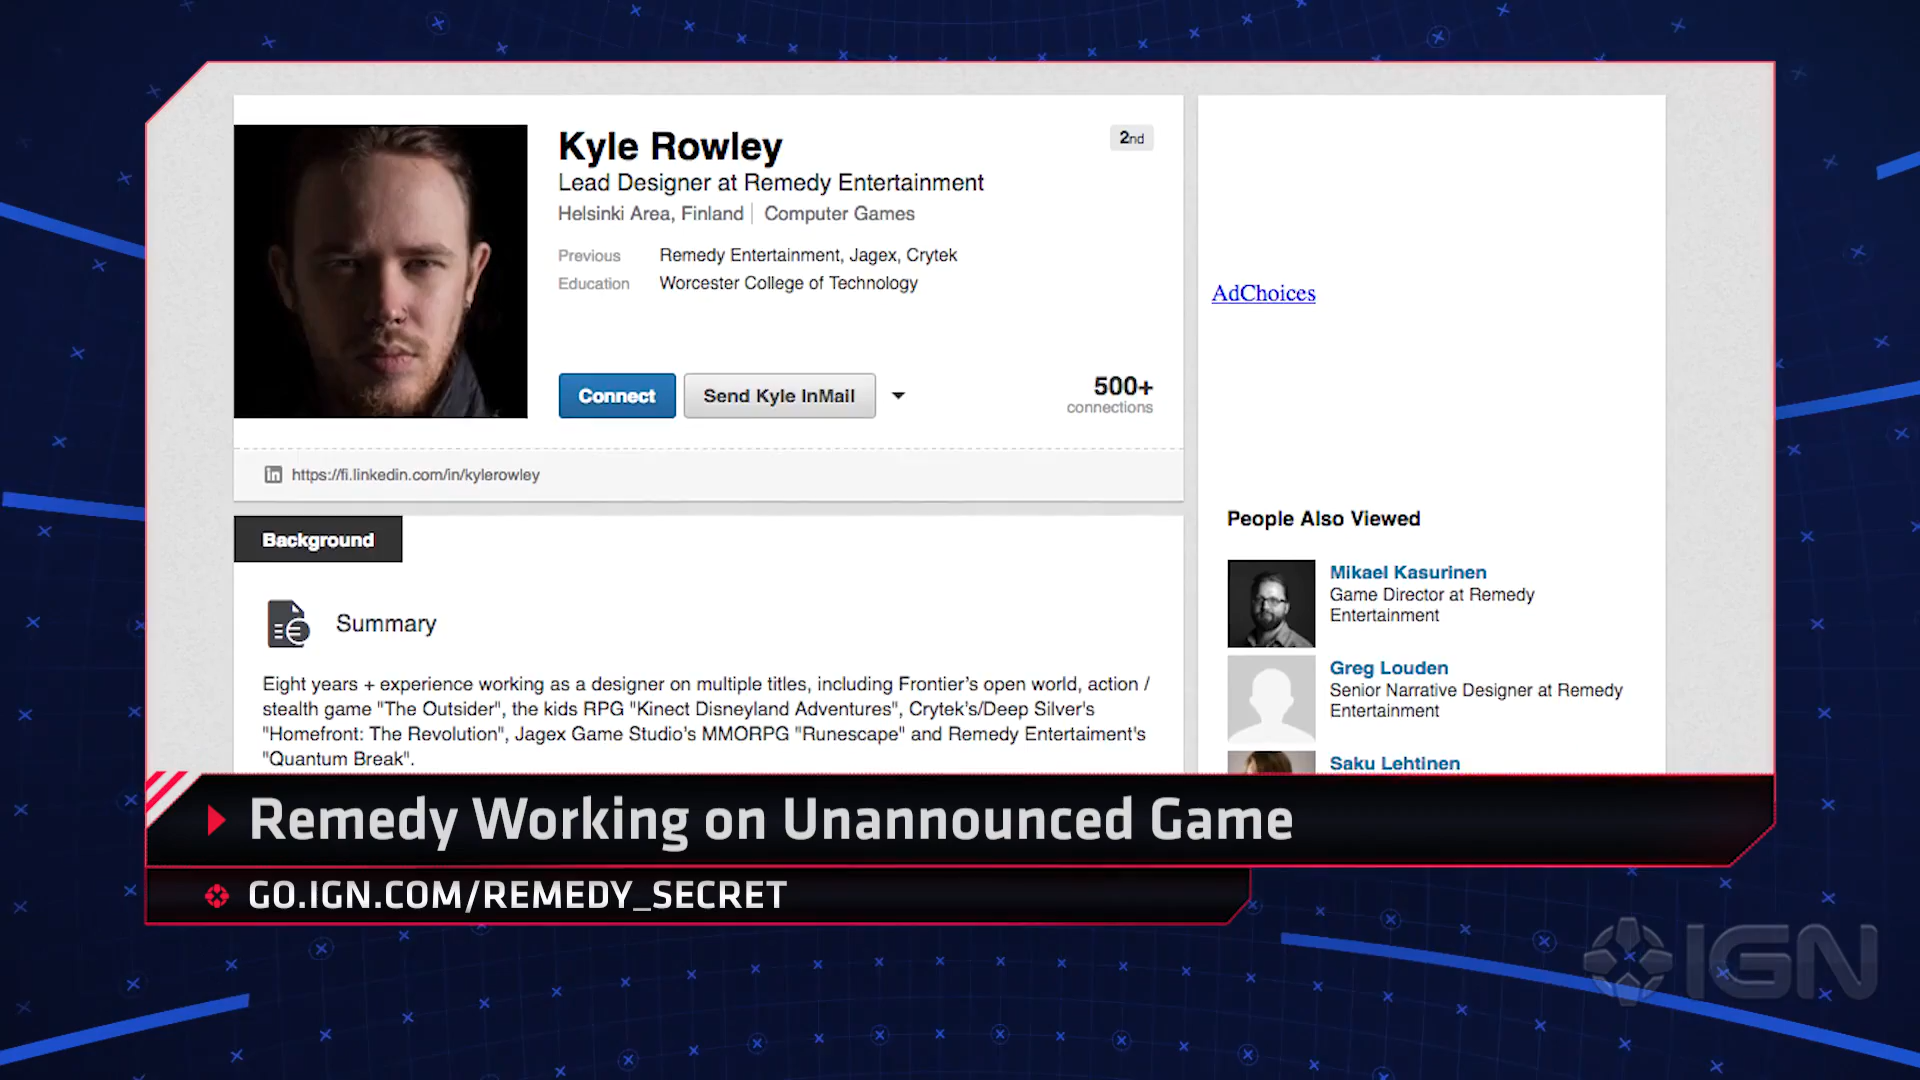 Kyle Rowley
2nd
Lead Designer at Remedy Entertainment
Helsinki Area, Finland | Computer Games
Previous Remedy Entertainment, Jagex, Crytek
Education Worcester College of Technology
Connect
Send Kyle InMail
500+
connections
in https://fi.linkedin.com/in/kylerowley
Background
Summary
Eight years + experience working as a designer on multiple titles, including Frontier's open world, action /
stealth game "The Outsider", the kids RPG "Kinect Disneyland Adventures", Crytek's/Deep Silver's
"Homefront: The Revolution", Jagex Game Studio's MMORPG "Runescape" and Remedy Entertaiment's
"Quantum Break".
AdChoices
People Also Viewed
Mikael Kasurinen
Game Director at Remedy
Entertainment
Greg Louden
Senior Narrative Designer at Remedy
Entertainment
Saku Lehtinen
Remedy Working on Unannounced Game
GO.IGN.COM/REMEDY_SECRET
IGN